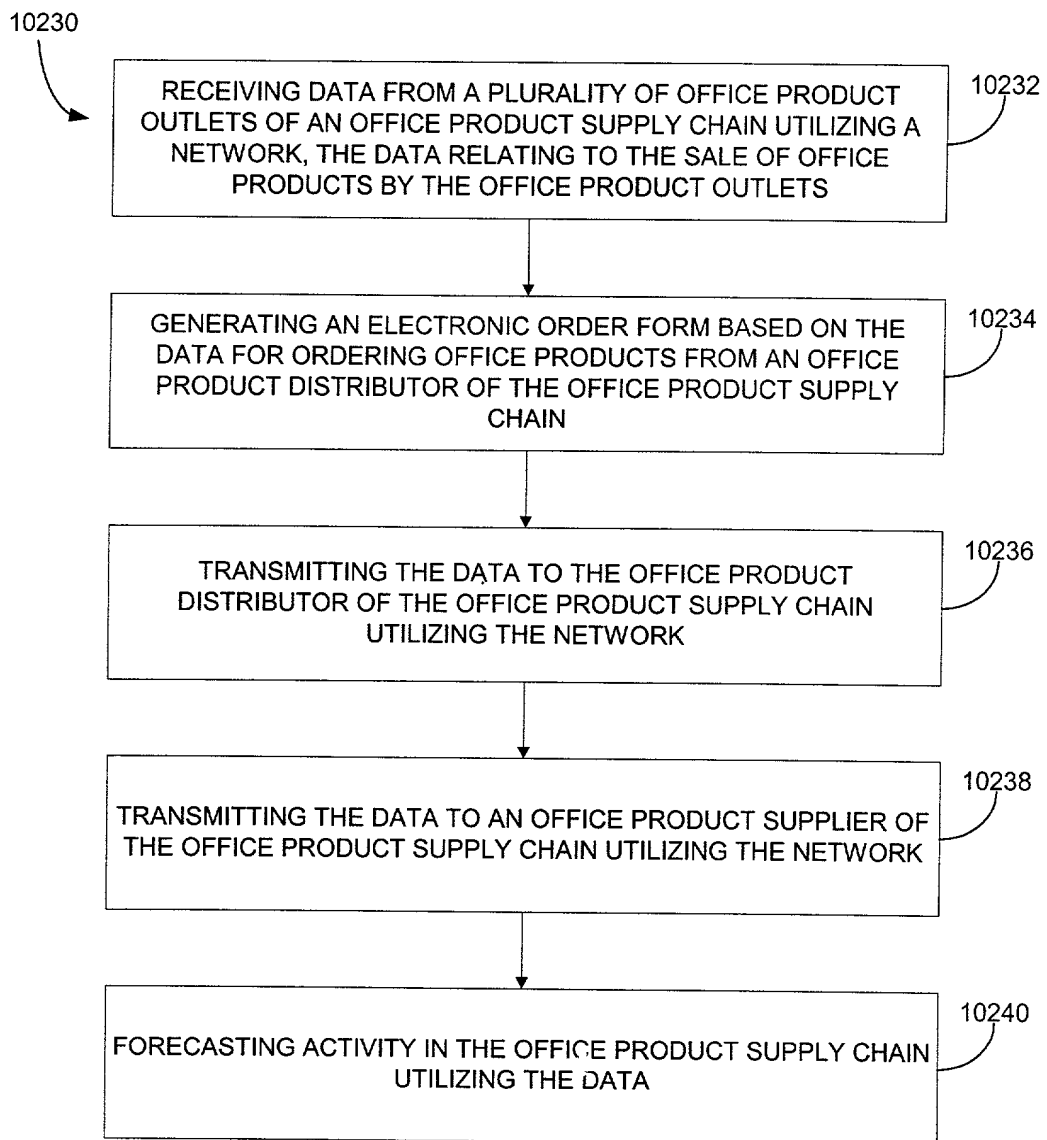 10230
RECEIVING DATA FROM A PLURALITY OF OFFICE PRODUCT
OUTLETS OF AN OFFICE PRODUCT SUPPLY CHAIN UTILIZING A
NETWORK, THE DATA RELATING TO THE SALE OF OFFICE
PRODUCTS BY THE OFFICE PRODUCT OUTLETS
10232
GENERATING AN ELECTRONIC ORDER FORM BASED ON THE
DATA FOR ORDERING OFFICE PRODUCTS FROM AN OFFICE
PRODUCT DISTRIBUTOR OF THE OFFICE PRODUCT SUPPLY
CHAIN
10234
TRANSMITTING THE DATA TO THE OFFICE PRODUCT
DISTRIBUTOR OF THE OFFICE PRODUCT SUPPLY CHAIN
UTILIZING THE NETWORK
10236
TRANSMITTING THE DATA TO AN OFFICE PRODUCT SUPPLIER OF
THE OFFICE PRODUCT SUPPLY CHAIN UTILIZING THE NETWORK
10238
FORECASTING ACTIVITY IN THE OFFICE PRODUCT SUPPLY CHAIN
UTILIZING THE DATA
10240